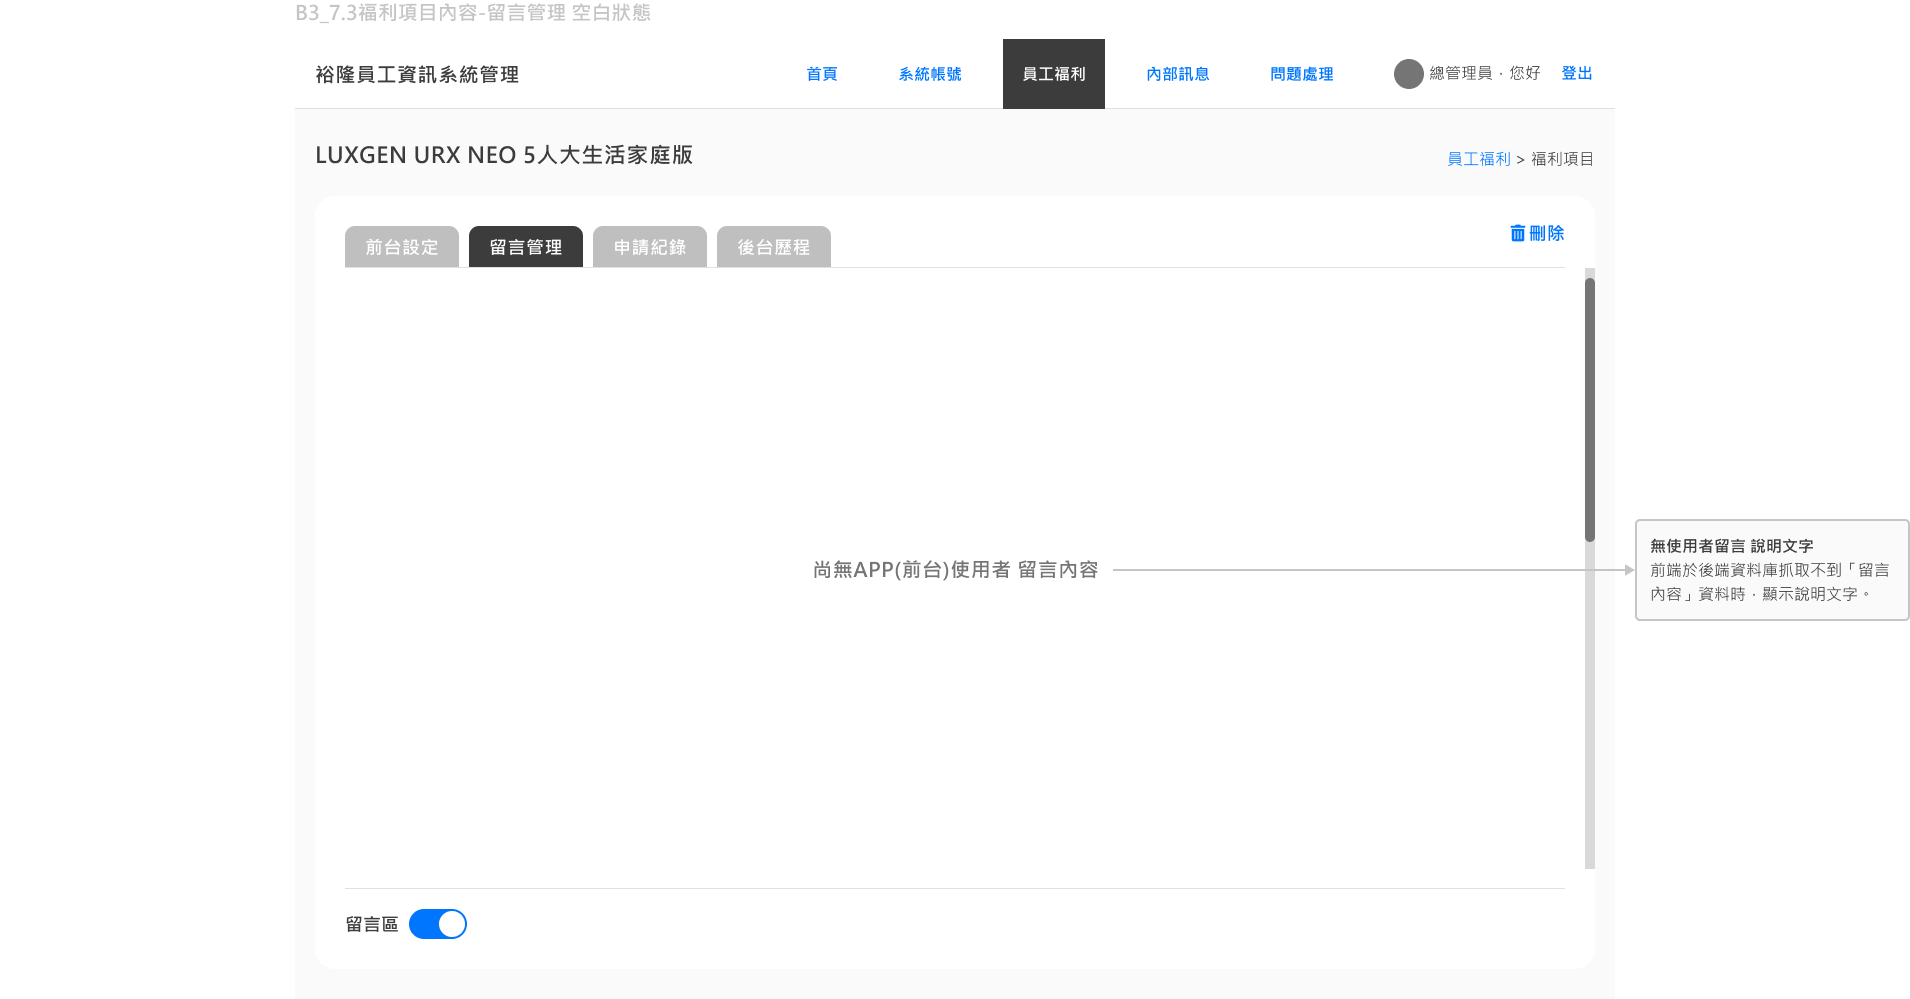 B3_7.3福利項目內容-留言管理 空白狀態
裕隆員工資訊系統管理
首頁
系統帳號
員工福利
內部訊息
問題處理
總管理員，您好
登出
LUXGEN URX NEO 5人大生活家庭版
員工福利 > 福利項目
前台設定
留言管理
申請紀錄
後台歷程
刪除
尚無APP(前台)使用者 留言內容
無使用者留言 說明文字
前端於後端資料庫抓取不到「留言
內容」資料時，顯示說明文字。
留言區